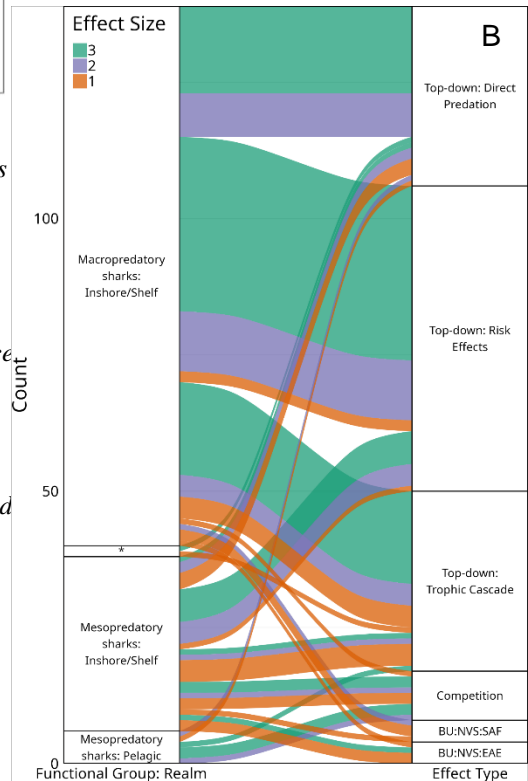 Effect Size
3
2
1
B
s
se
d
Count
100
50
0
Macropredatory
sharks:
Inshore/Shelf
*
Mesopredatory
sharks:
Inshore/Shelf
Mesopredatory
sharks: Pelagic
Top-down: Direct
Predation
Top-down: Risk
Effects
Top-down:
Trophic Cascade
Competition
BU:NVS:SAF
BU:NVS:EAE
Functional Group: Realm
Effect Type